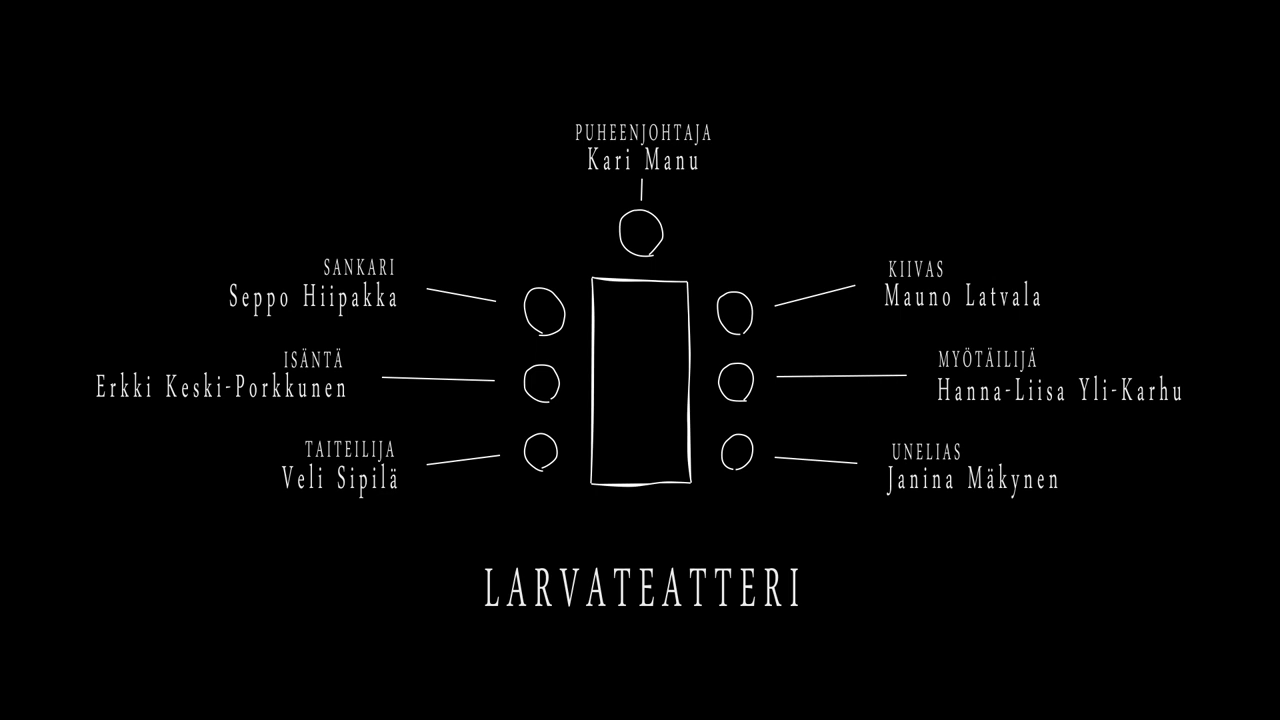 PUHEENJOHTAJA
Kari Manu
SANKARI
Seppo Hiipakka
KIIVAS
Mauno Latvala
ISÄNTÄ
Erkki Keski-Porkkunen
MYÖTÄILIJÄ
Hanna-Liisa Yli-Karhu
TAITEILIJA
Veli Sipilä
UNELIAS
Janina Mäkynen
LARVATEATTERI